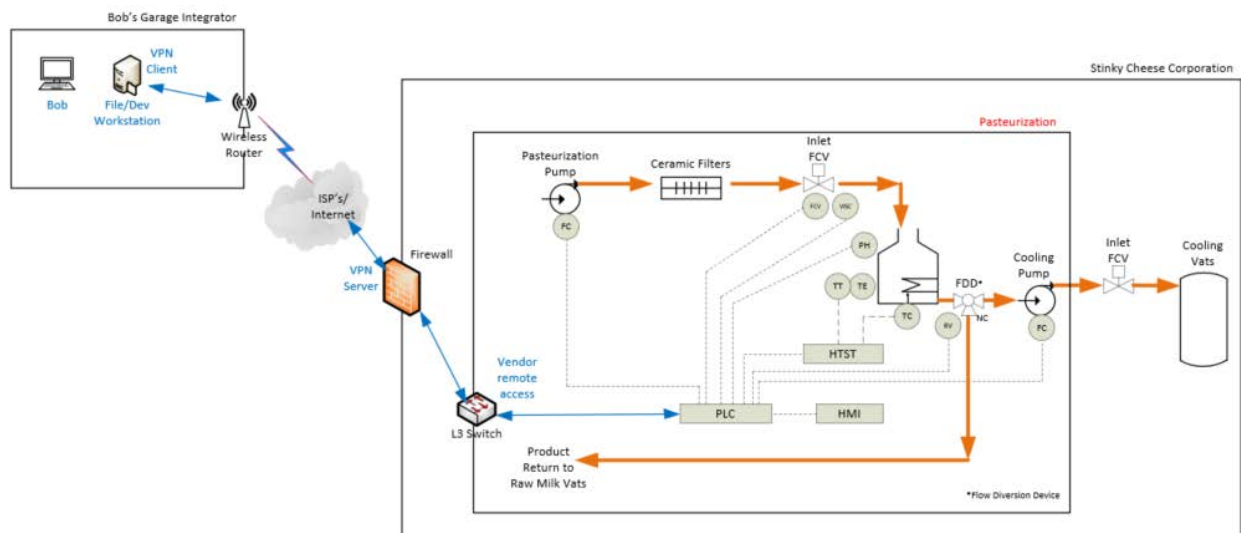 Bob's Garage Integrator
VPN
Client
Bob
File/Dev
Workstation
Wireless
Router
ISP's/
Internet
Firewall
VPN
Server
Vendor
remote
access
L3 Switch
Stinky Cheese Corporation
Pasteurization
Pasteurization
Pump
FC
Ceramic Filters
Inlet
FCV
FCV
VISC
PH
TT
TE
TC
HTST
FDD*
NC
RV
Cooling
Pump
FC
Inlet
FCV
Cooling
Vats
PLC
HMI
Product
Return to
Raw Milk Vats
*Flow Diversion Device